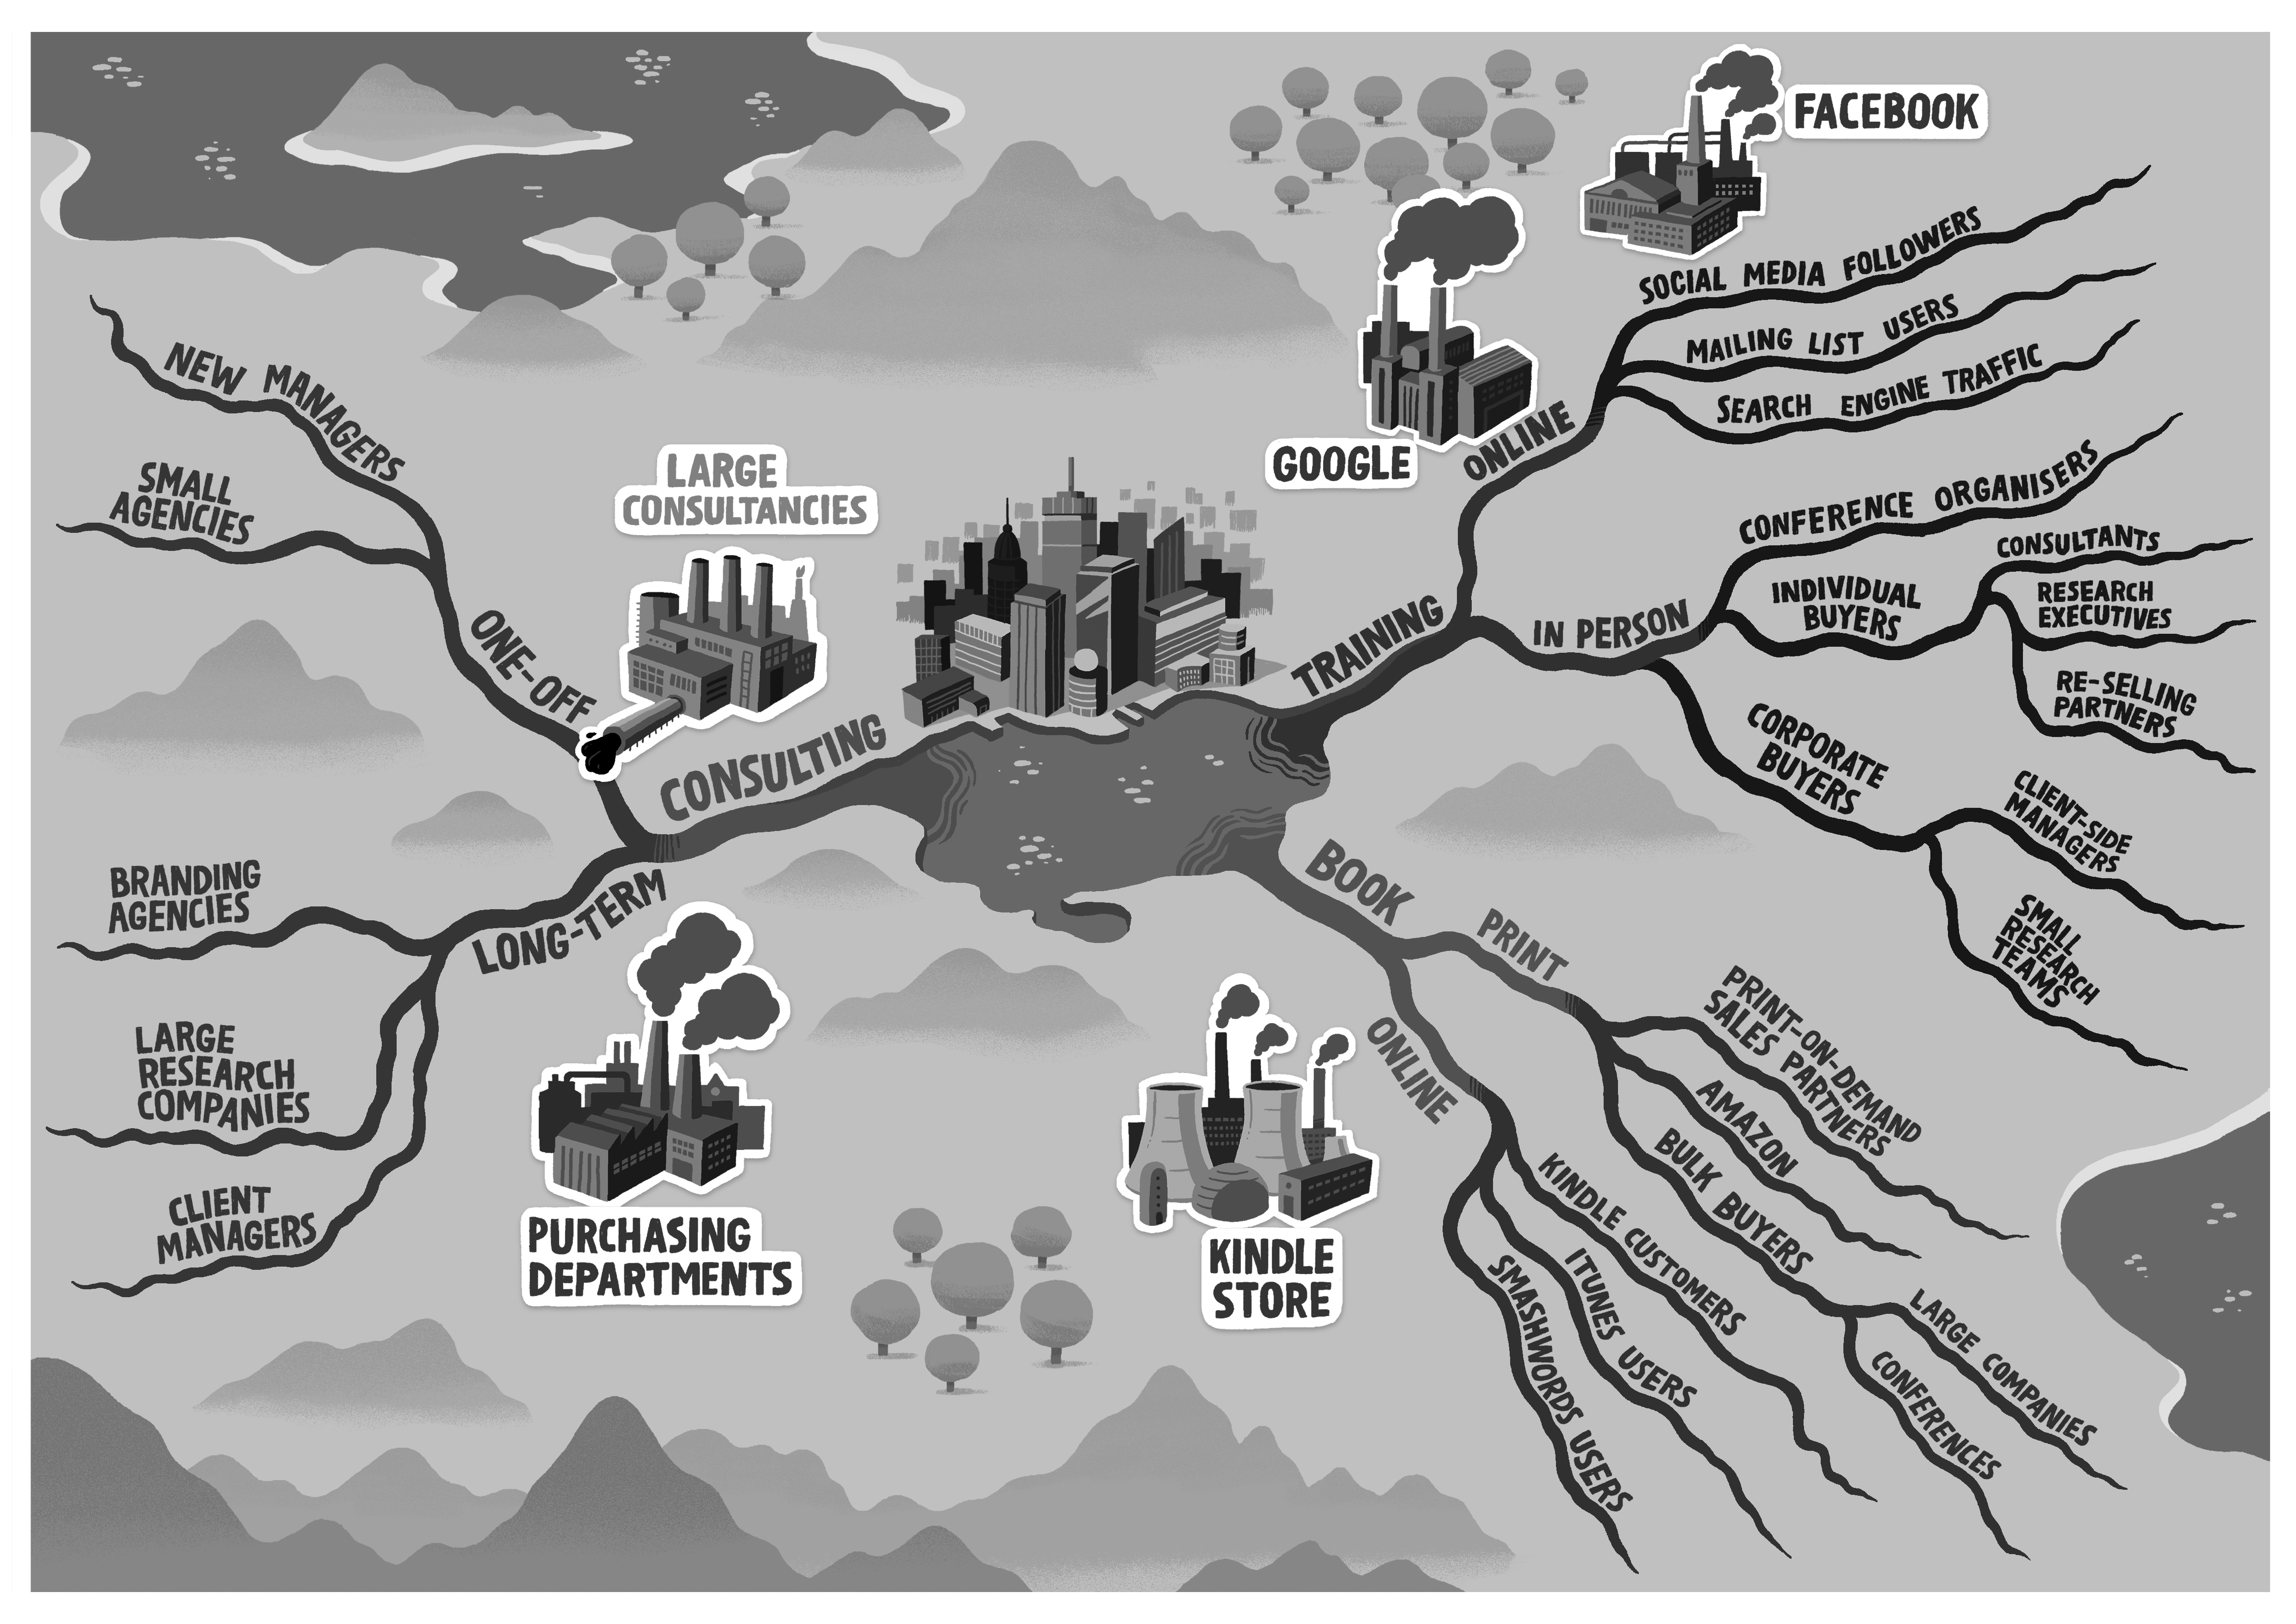 FACEBOOK
SOCIAL MEDIA FOLLOWERS
MAILING LIST USERS
SEARCH ENGINE TRAFFIC
GOOGLE
ONLINE
NEW MANAGERS
SMALL
AGENCIES
ONE-OFF
LARGE
CONSULTANCIES
CONSULTING
TRAINING
IN PERSON
CONFERENCE ORGANISERS
INDIVIDUAL
BUYERS
CONSULTANTS
RESEARCH
EXECUTIVES
RE-SELLING
PARTNERS
CORPORATE
BUYERS
CLIENT-SIDE
MANAGERS
SMALL
RESEARCH
TEAMS
BRANDING
AGENCIES
LONG-TERM
LARGE
RESEARCH
COMPANIES
CLIENT
MANAGERS
PURCHASING
DEPARTMENTS
BOOK
PRINT
PRINT-ON-DEMAND
SALES PARTNERS
AMAZON
BULK BUYERS
LARGE COMPANIES
CONFERENCES
ONLINE
KINDLE CUSTOMERS
ITUNES USERS
SMASHWORDS USERS
KINDLE
STORE